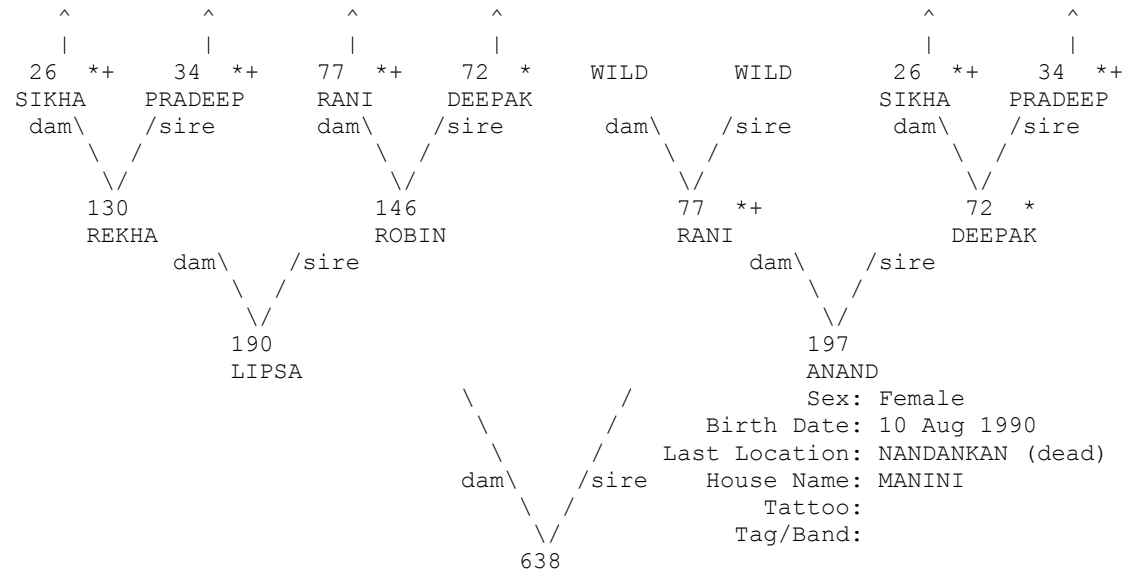 ^ ^ ^ ^ ^ ^
| | | | | |
26 *+ 34 *+ 77 *+ 72 * WILD WILD 26 *+ 34 *+
SIKHA PRADEEP RANI DEEPAK SIKHA PRADEEP
dam\ /sire dam\ /sire dam\ /sire dam\ /sire
\ / \ / \ / \ /
\/ \/ \/ \/
130 146 77 *+ 72 *
REKHA ROBIN RANI DEEPAK
dam\ /sire dam\ /sire
\ / \ /
\/ \/
190 197
LIPSA ANAND
\ / Sex: Female
\ / Birth Date: 10 Aug 1990
\ / Last Location: NANDANKAN (dead)
dam\ /sire House Name: MANINI
\ / Tattoo:
\/ Tag/Band:
638